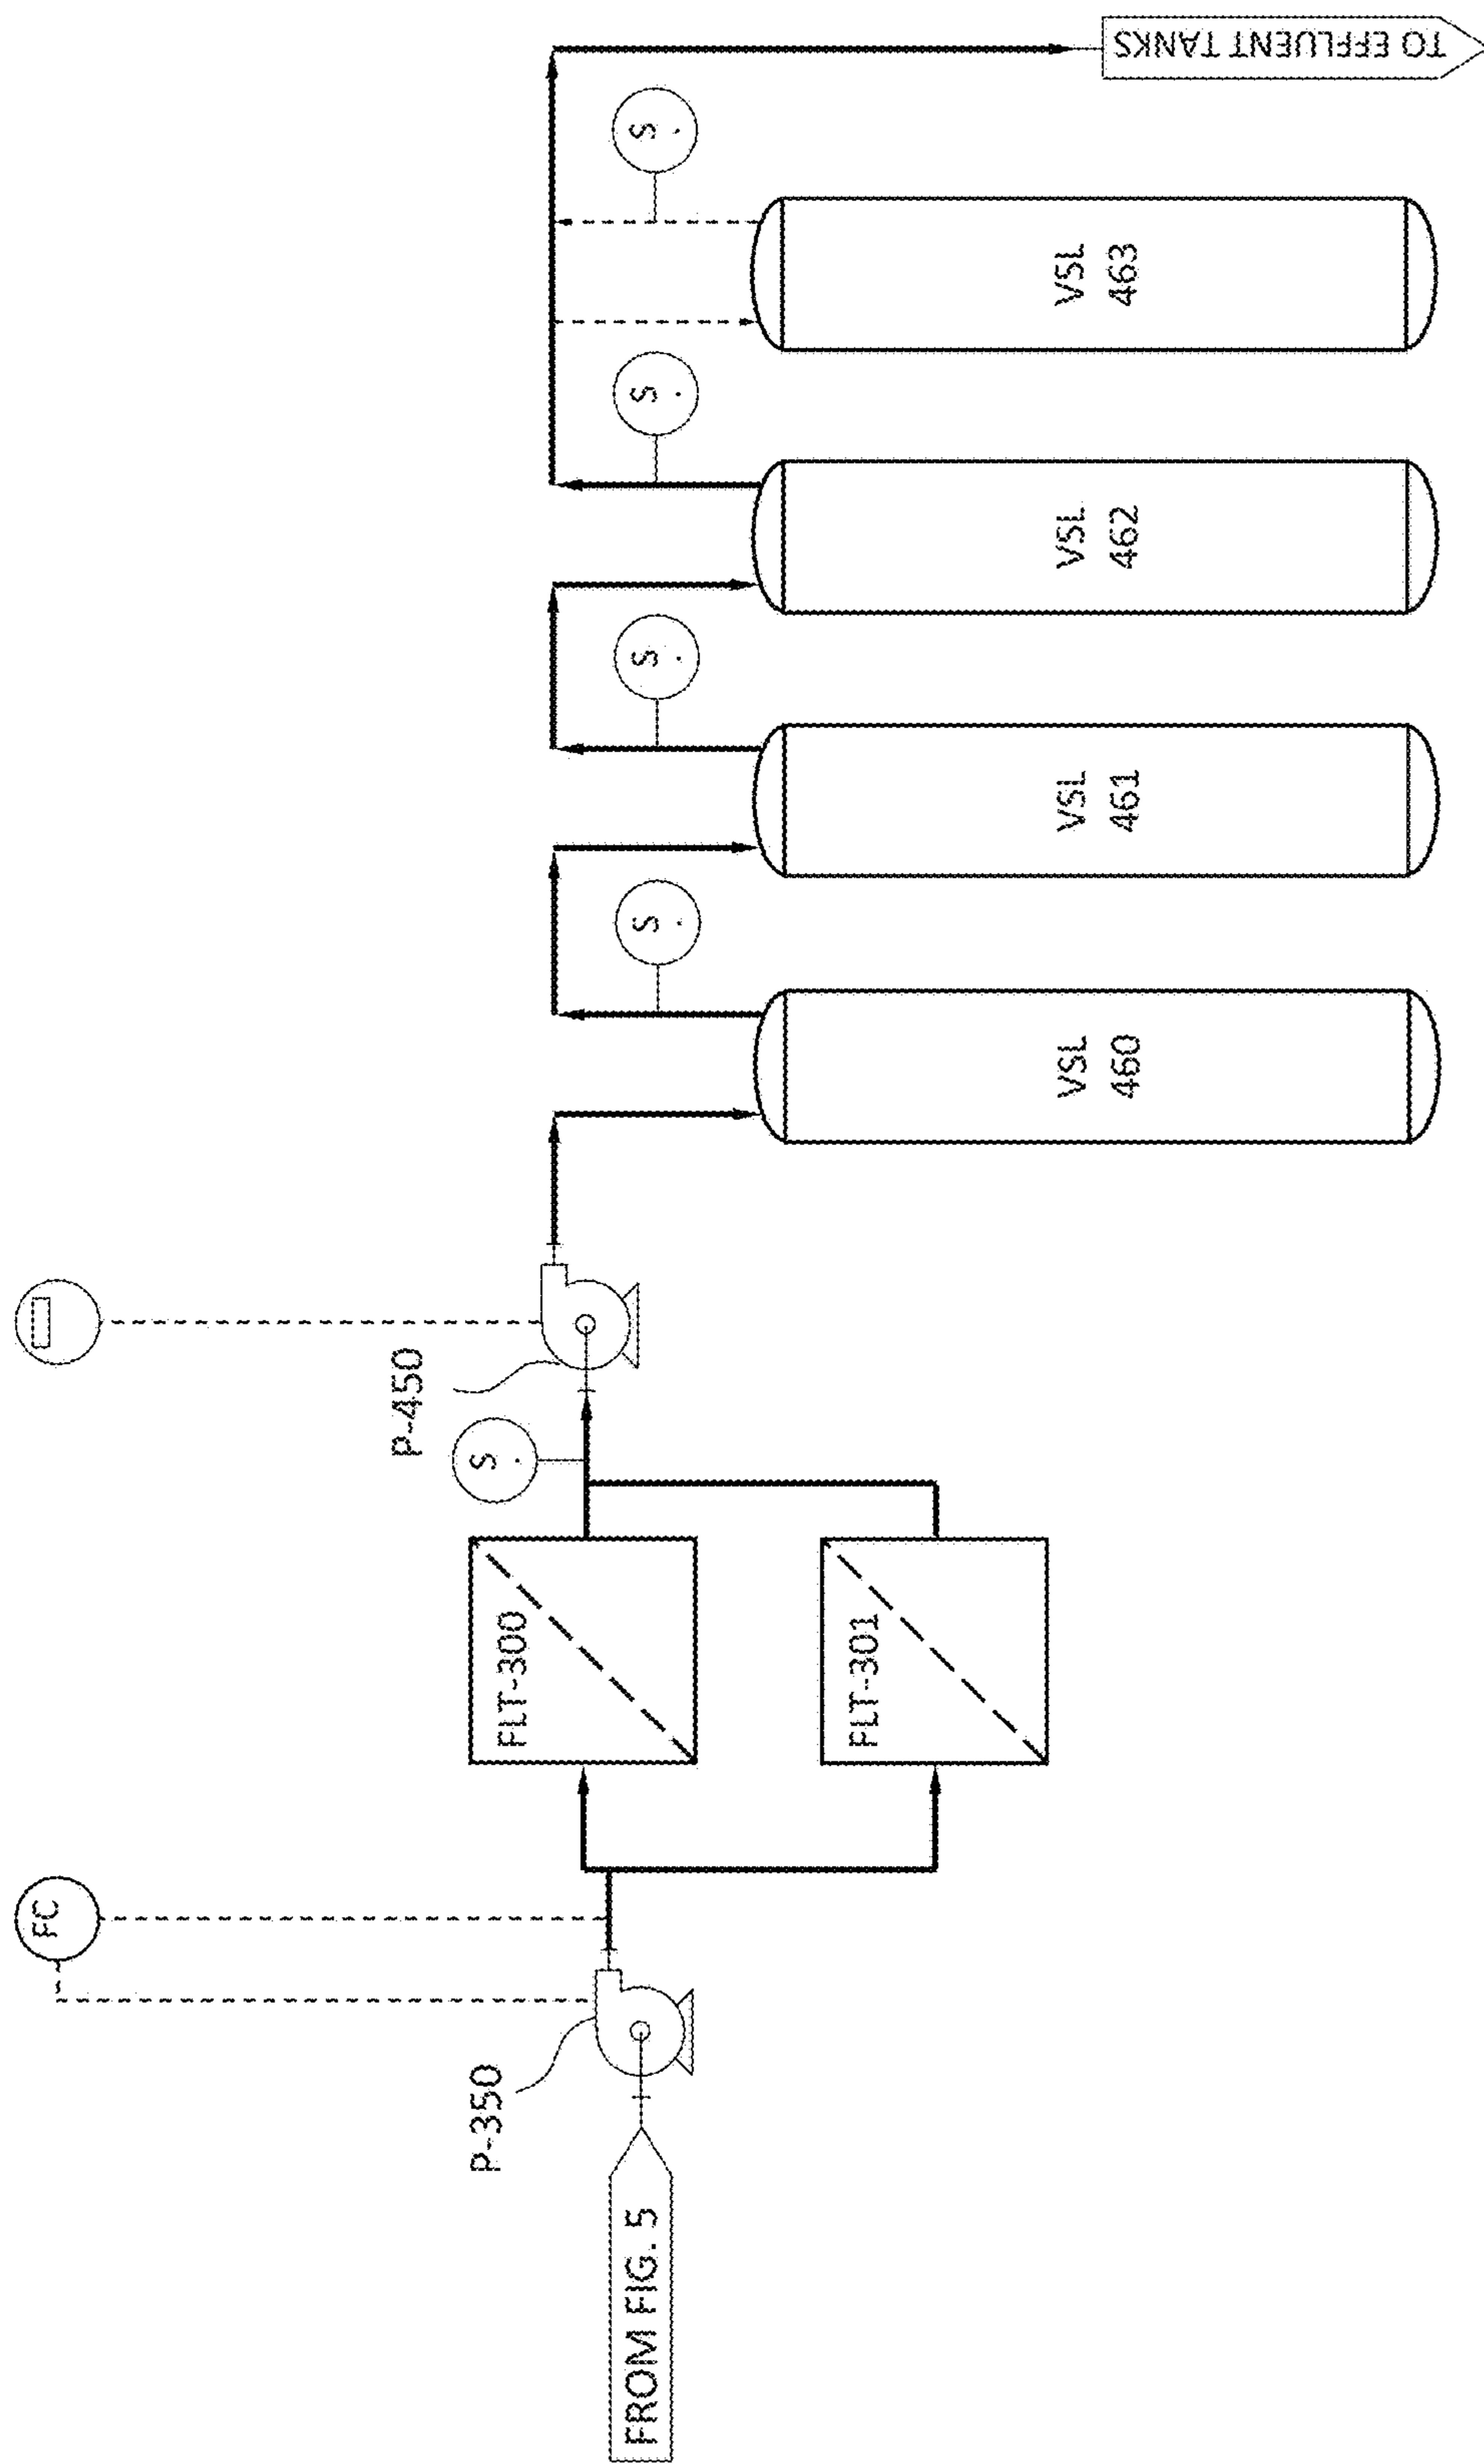 FROM FIG. 5
P-350
FC
FLT-300
FLT-301
S
P-450
VSL
460
S
VSL
461
S
VSL
462
S
VSL
463
S
TO EFFLUENT TANKS